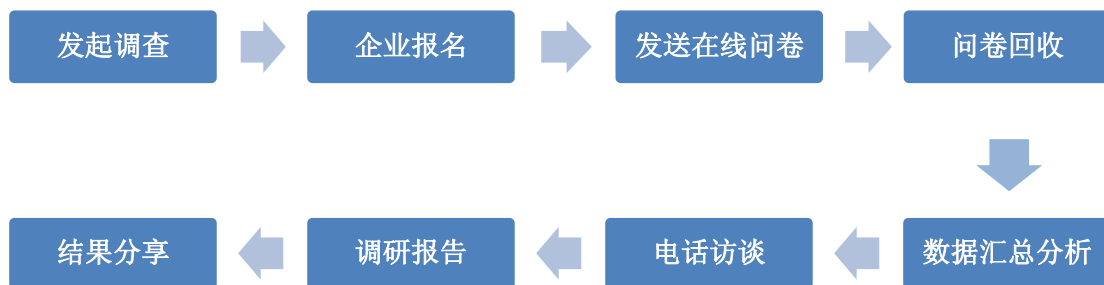 发起调查
企业报名
发送在线问卷
问卷回收
数据汇总分析
电话访谈
调研报告
结果分享